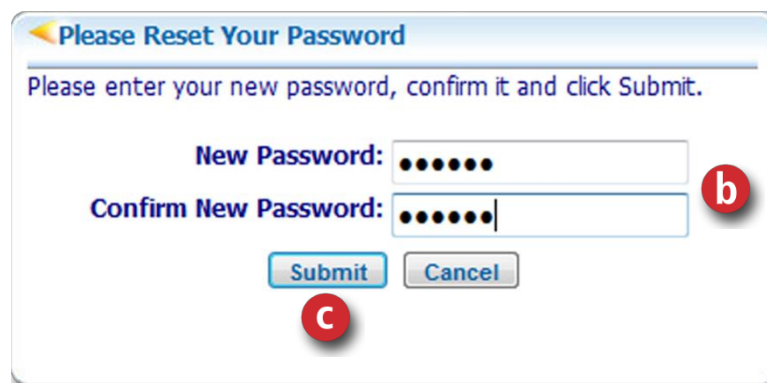 Please Reset Your Password
Please enter your new password, confirm it and click Submit.
New Password: ●●●●●●
b
Confirm New Password: ●●●●●●
Submit Cancel
c